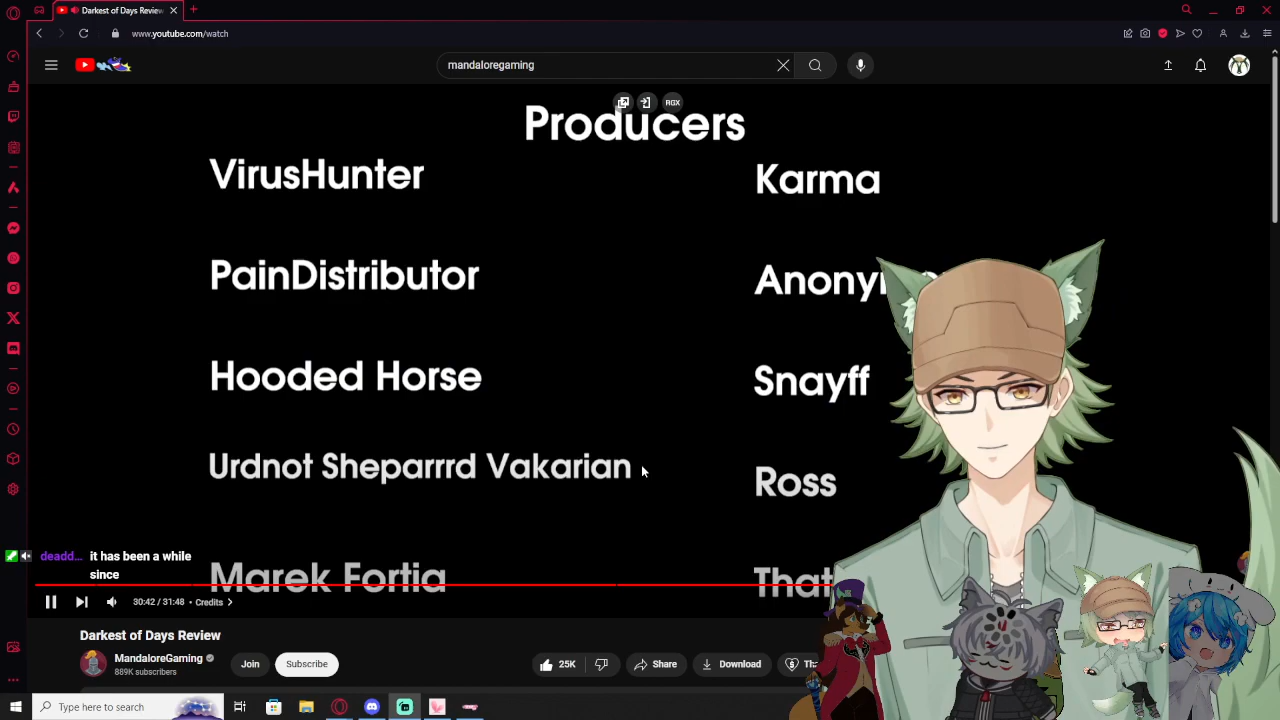 Darkest of Days Review
www.youtube.com/watch
mandaloregaming
RGX
Producers
VirusHunter
Karma
PainDistributor
Hooded Horse
Snayff
Urdnot Sheparrrd Vakarian
Ross
deadd... it has been a while
since
Marek Fortia
That
30:42 / 31:48 • Credits
Darkest of Days Review
MandaloreGaming
889K subscribers
Join
Subscribe
25K
Share
Download
Type here to search